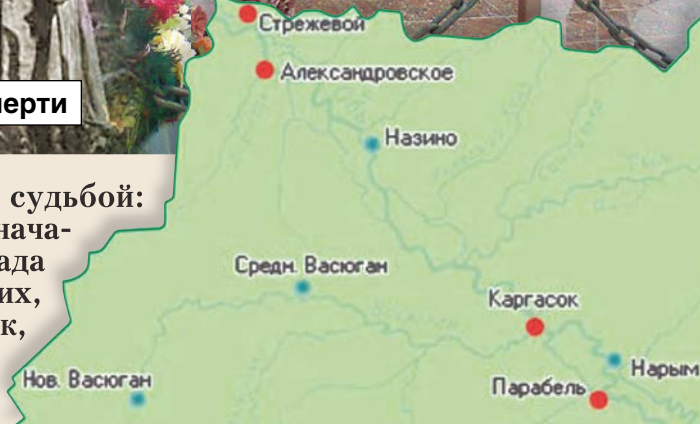 Стрежевой
Александровское
ерти
Назино
судьбой:
нача-
ада
их,
к,
Средн. Васюган
Каргасок
Нарым
Нов. Васюган
Парабель